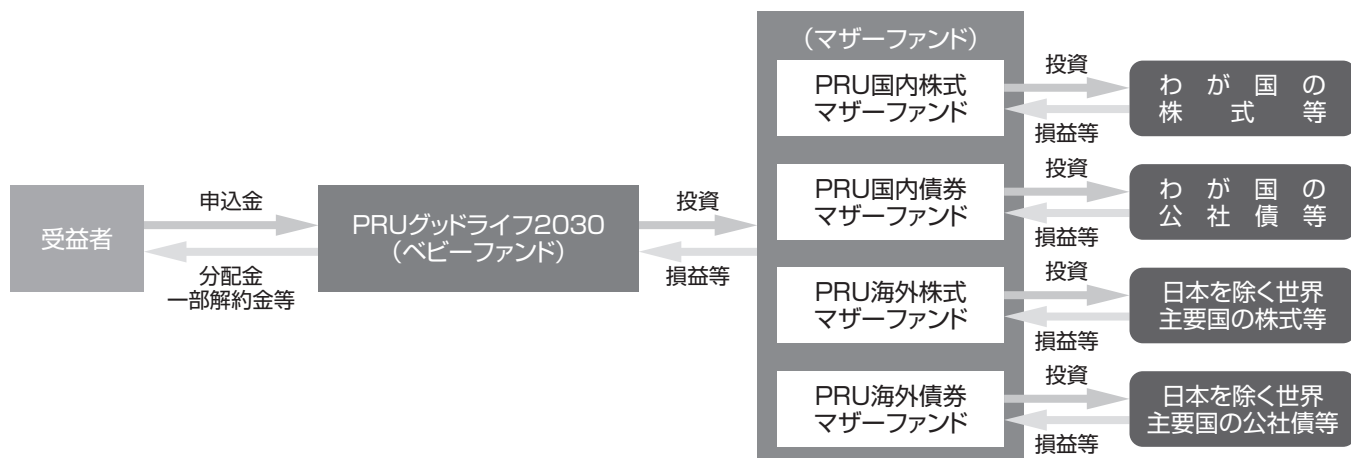 受益者
申込金
分配金
一部解約金等
PRUグッドライフ2030
(ベビーファンド)
投資
損益等
(マザーファンド)
PRU国内株式
マザーファンド
投資
損益等
わが国の
株式等
PRU国内債券
マザーファンド
投資
損益等
わが国の
公社債等
PRU海外株式
マザーファンド
投資
損益等
日本を除く世界
主要国の株式等
PRU海外債券
マザーファンド
投資
損益等
日本を除く世界
主要国の公社債等